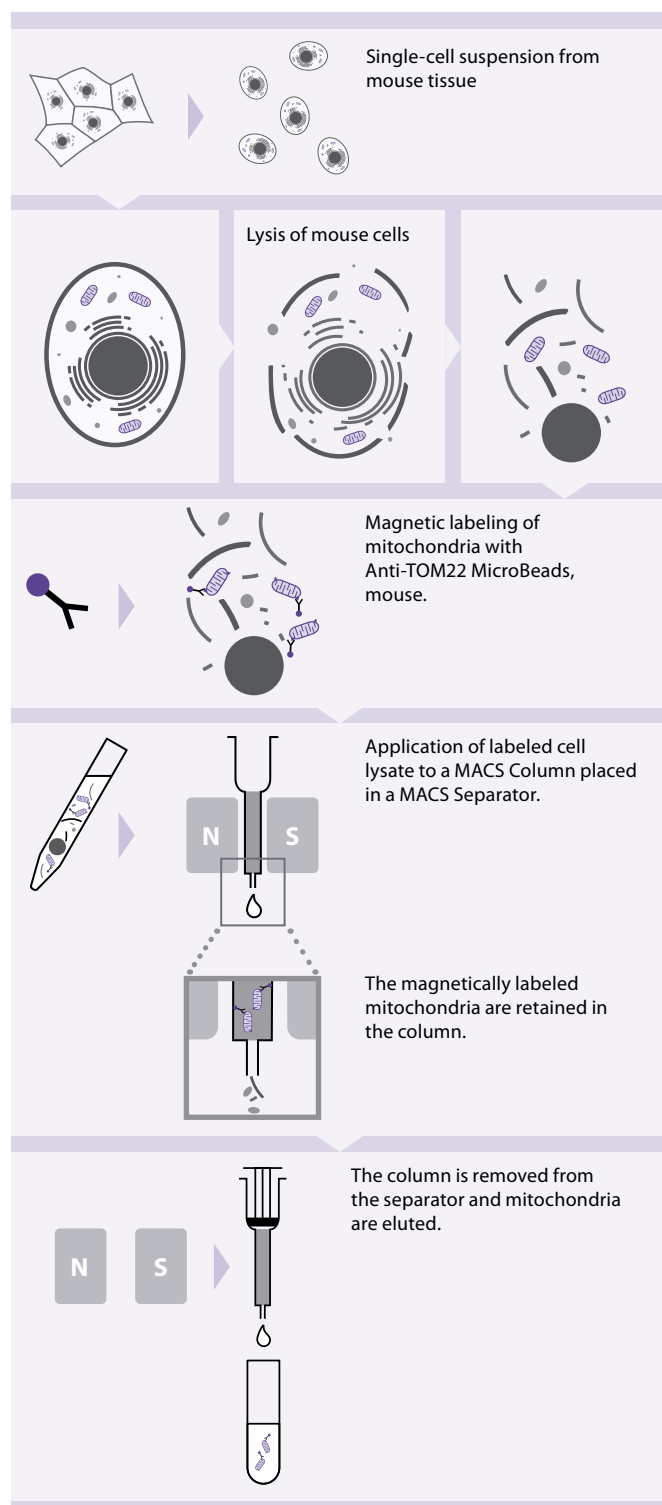 Single-cell suspension from
mouse tissue
Lysis of mouse cells
Magnetic labeling of
mitochondria with
Anti-TOM22 MicroBeads,
mouse.
Application of labeled cell
lysate to a MACS Column placed
in a MACS Separator.
N S
The magnetically labeled
mitochondria are retained in
the column.
The column is removed from
the separator and mitochondria
are eluted.
N S